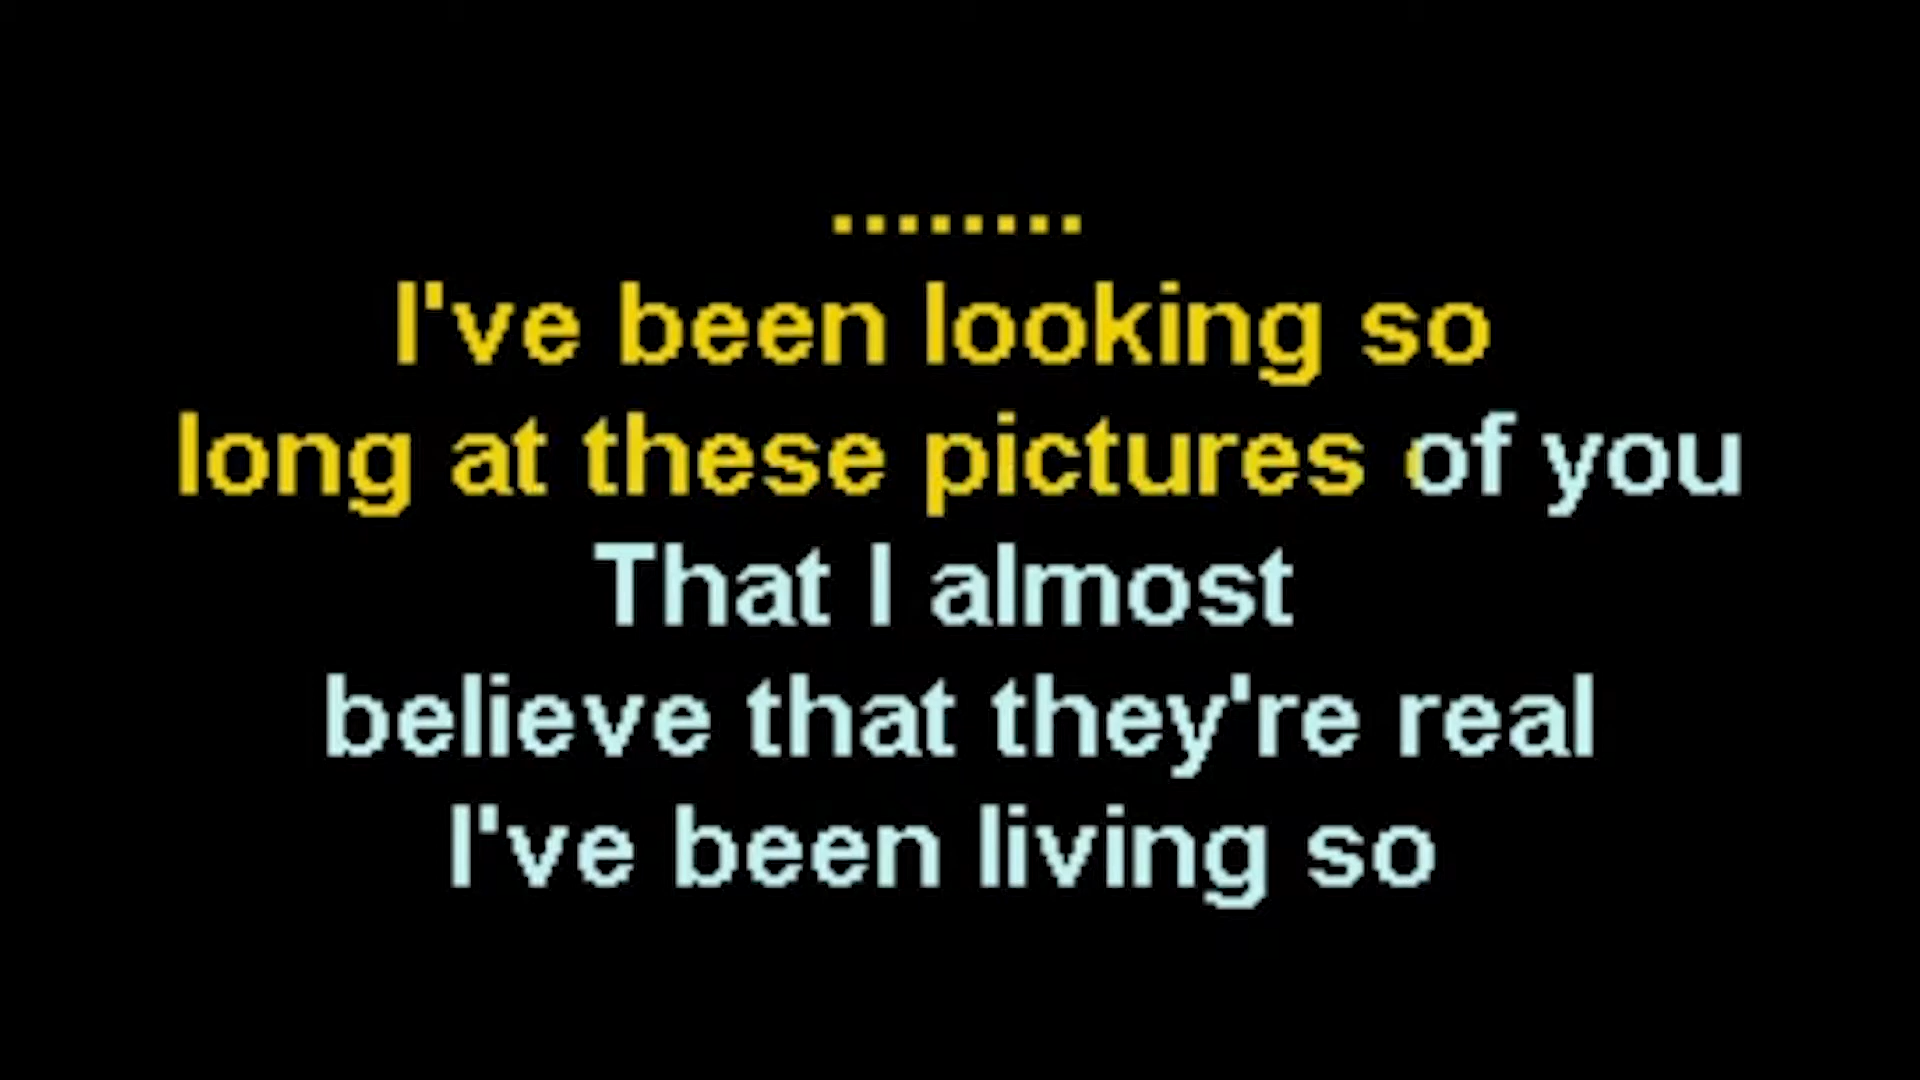 ........
I've been looking so
long at these pictures of you
That I almost
believe that they're real
I've been living so